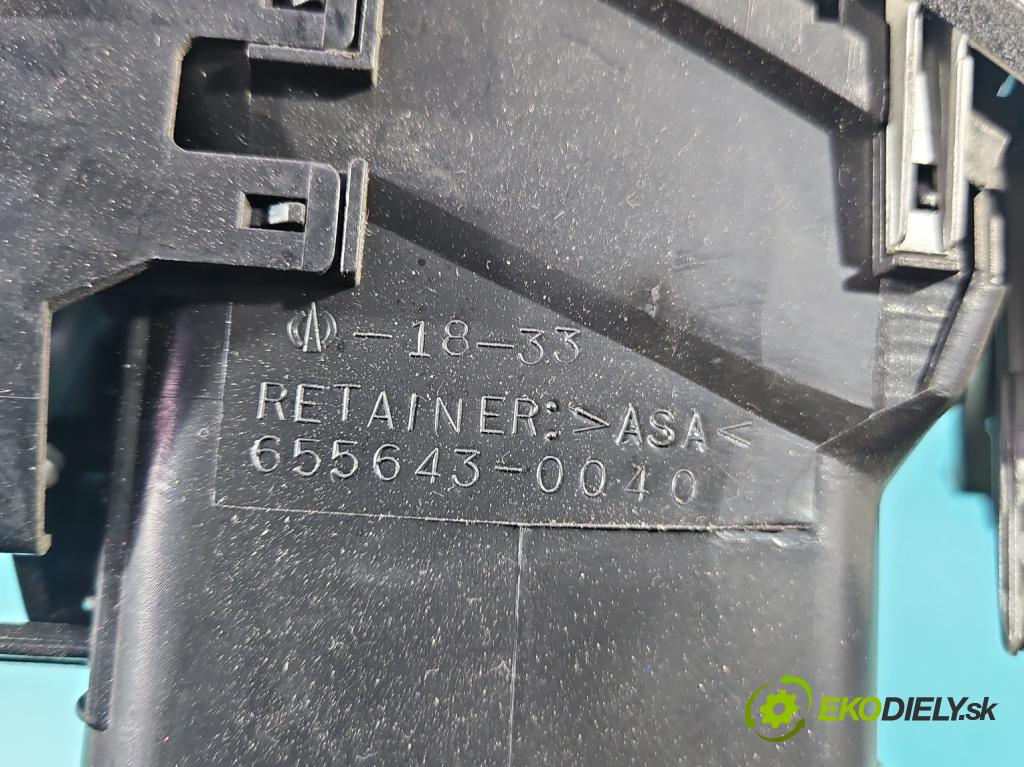 -18-33
RETAINER:>ASA<
655643-0040
EKODIELY.sk